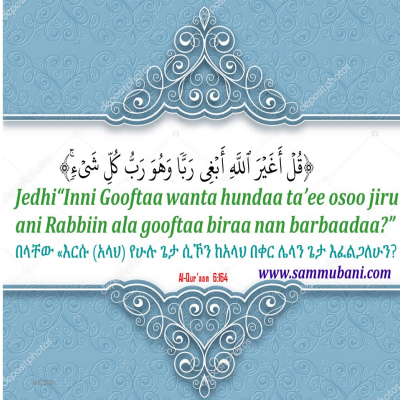 ﴿قُلْ أَغَيْرَ ٱللَّهِ أَبْغِى رَبًّا وَهُوَ رَبُّ كُلِّ شَىْءٍۢ ۚ﴾
Jedhi“Inni Gooftaa wanta hundaa ta’ee osoo jiru
ani Rabbiin ala gooftaa biraa nan barbaadaa?”
በላቸው «እርሱ (አላህ) የሁሉ ጌታ ሲኾን ከአላህ በቀር ሌላን ጌታ እፈልጋለሁን?
Al-Qur'aan 6:164
www.sammubani.com